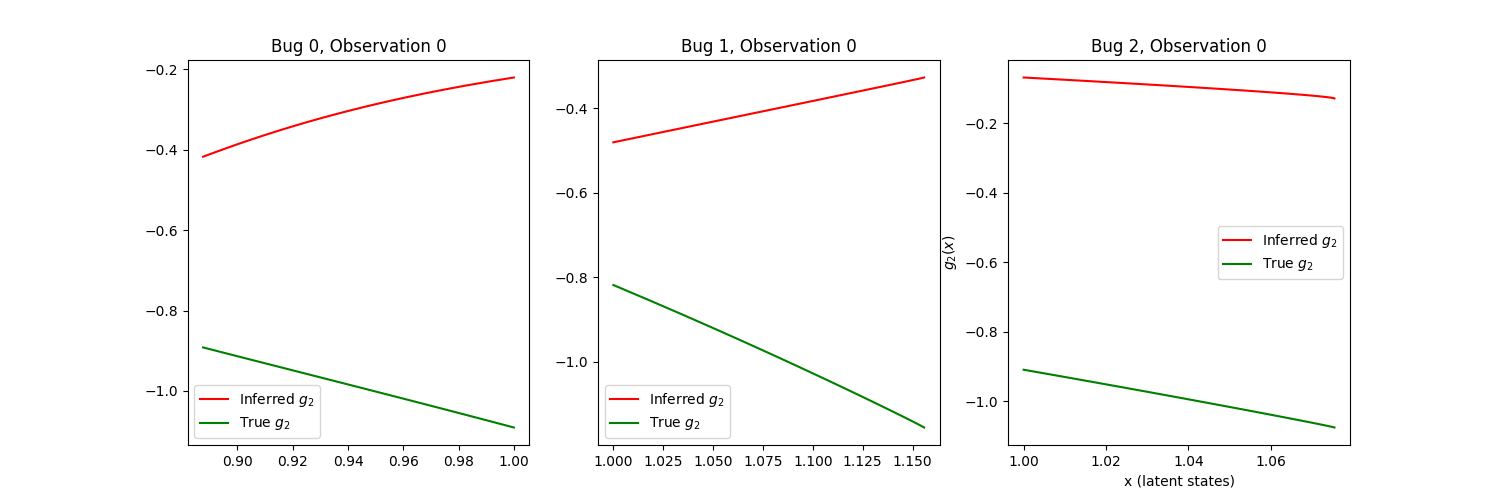 Bug 0, Observation 0
−0.2
−0.4
−0.6
−0.8
−1.0
0.90 0.92 0.94 0.96 0.98 1.00
Inferred g₂
True g₂
Bug 1, Observation 0
−0.4
−0.6
−0.8
−1.0
1.000 1.025 1.050 1.075 1.100 1.125 1.150
Inferred g₂
True g₂
Bug 2, Observation 0
g₂(x)
−0.2
−0.4
−0.6
−0.8
−1.0
1.00 1.02 1.04 1.06
x (latent states)
Inferred g₂
True g₂